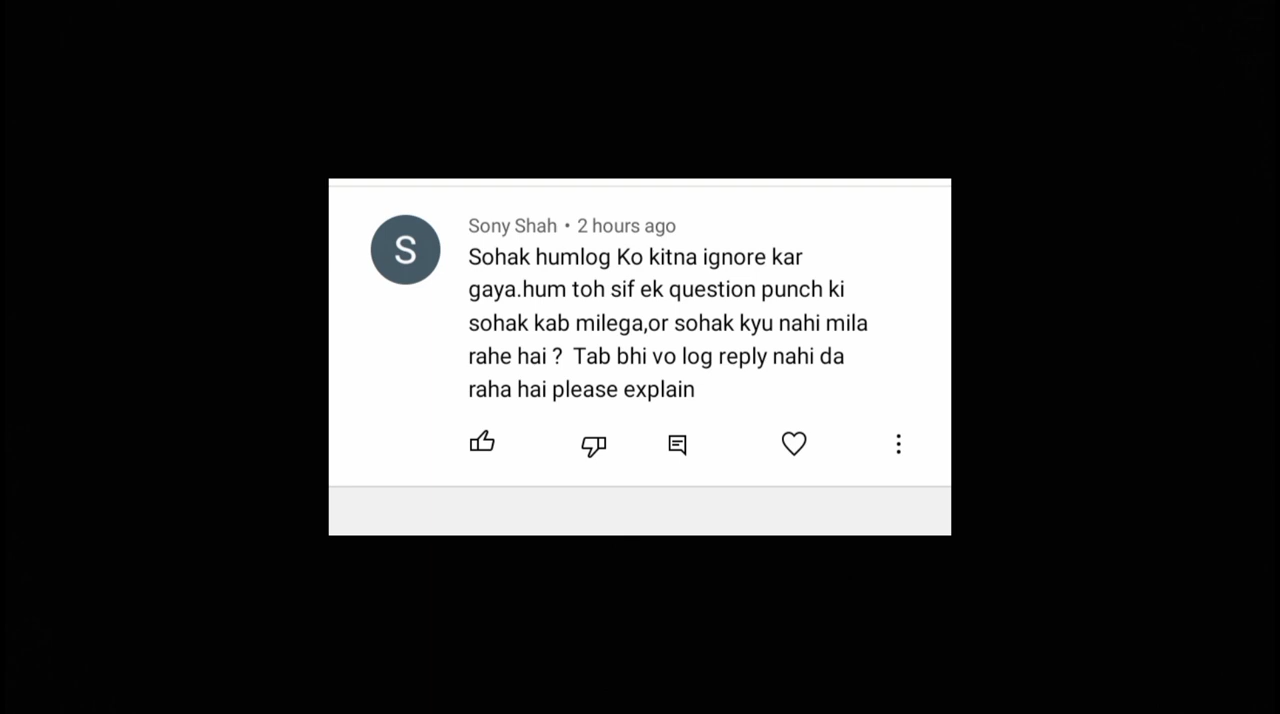 S
Sony Shah • 2 hours ago
Sohak humlog Ko kitna ignore kar
gaya.hum toh sif ek question punch ki
sohak kab milega,or sohak kyu nahi mila
rahe hai ?  Tab bhi vo log reply nahi da
raha hai please explain